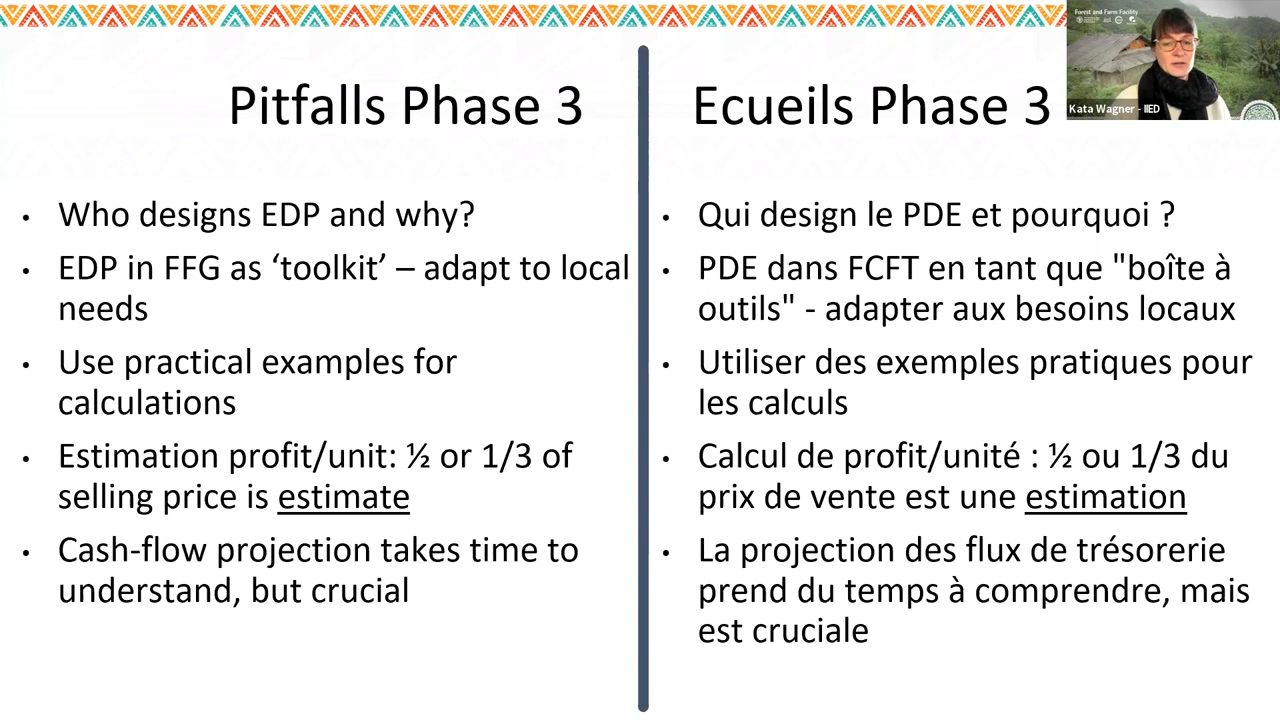 Pitfalls Phase 3
• Who designs EDP and why?
• EDP in FFG as ‘toolkit’ – adapt to local
needs
• Use practical examples for
calculations
• Estimation profit/unit: ½ or 1/3 of
selling price is estimate
• Cash-flow projection takes time to
understand, but crucial
Ecueils Phase 3
• Qui design le PDE et pourquoi ?
• PDE dans FCFT en tant que "boîte à
outils" - adapter aux besoins locaux
• Utiliser des exemples pratiques pour
les calculs
• Calcul de profit/unité : ½ ou 1/3 du
prix de vente est une estimation
• La projection des flux de trésorerie
prend du temps à comprendre, mais
est cruciale
Forest and Farm Facility
Kata Wagner - IIED